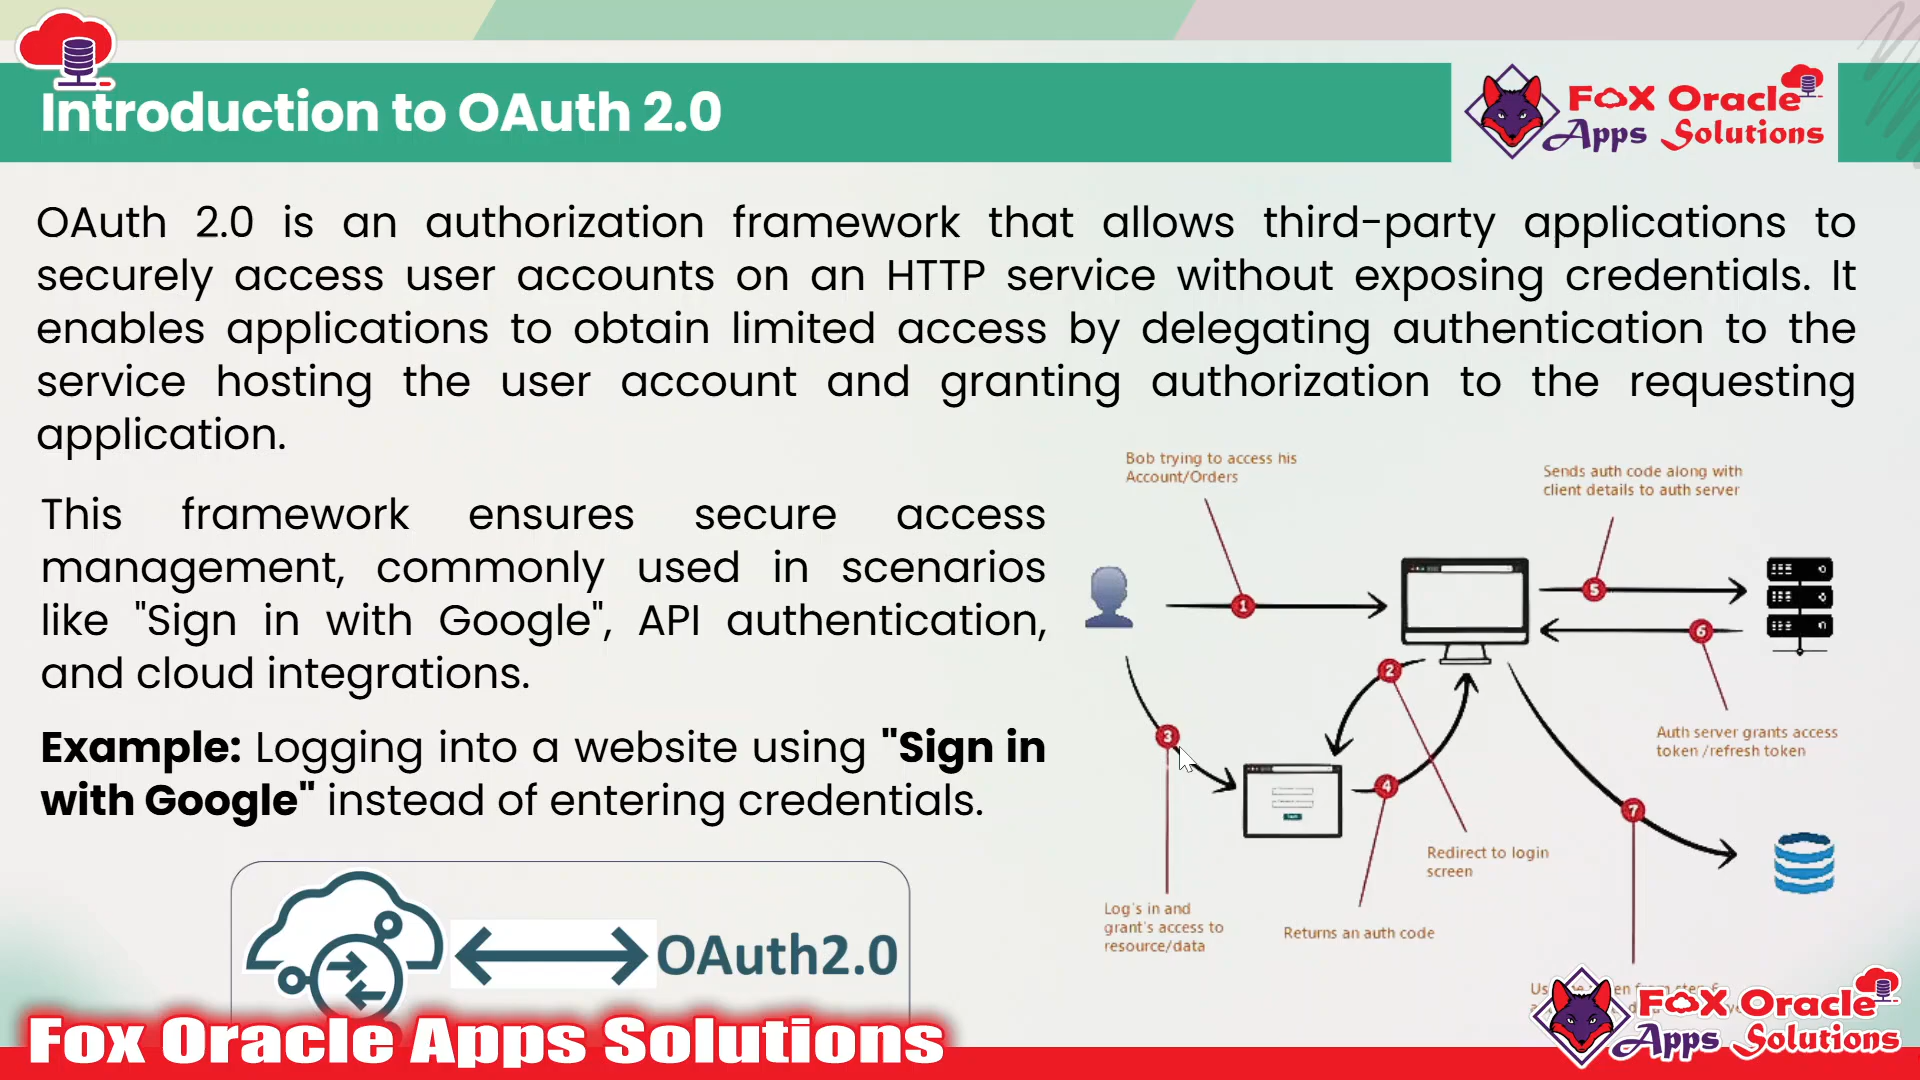 Introduction to OAuth 2.0
FOX Oracle
Apps Solutions
OAuth 2.0 is an authorization framework that allows third-party applications to
securely access user accounts on an HTTP service without exposing credentials. It
enables applications to obtain limited access by delegating authentication to the
service hosting the user account and granting authorization to the requesting
application.
This framework ensures secure access
management, commonly used in scenarios
like "Sign in with Google", API authentication,
and cloud integrations.
Example: Logging into a website using "Sign in
with Google" instead of entering credentials.
Bob trying to access his
Account/Orders
Sends auth code along with
client details to auth server
1
5
6
2
3
4
7
Auth server grants access
token /refresh token
Redirect to login
screen
Log's in and
grant's access to
resource/data
Returns an auth code
OAuth2.0
Fox Oracle Apps Solutions
FOX Oracle
Apps Solutions